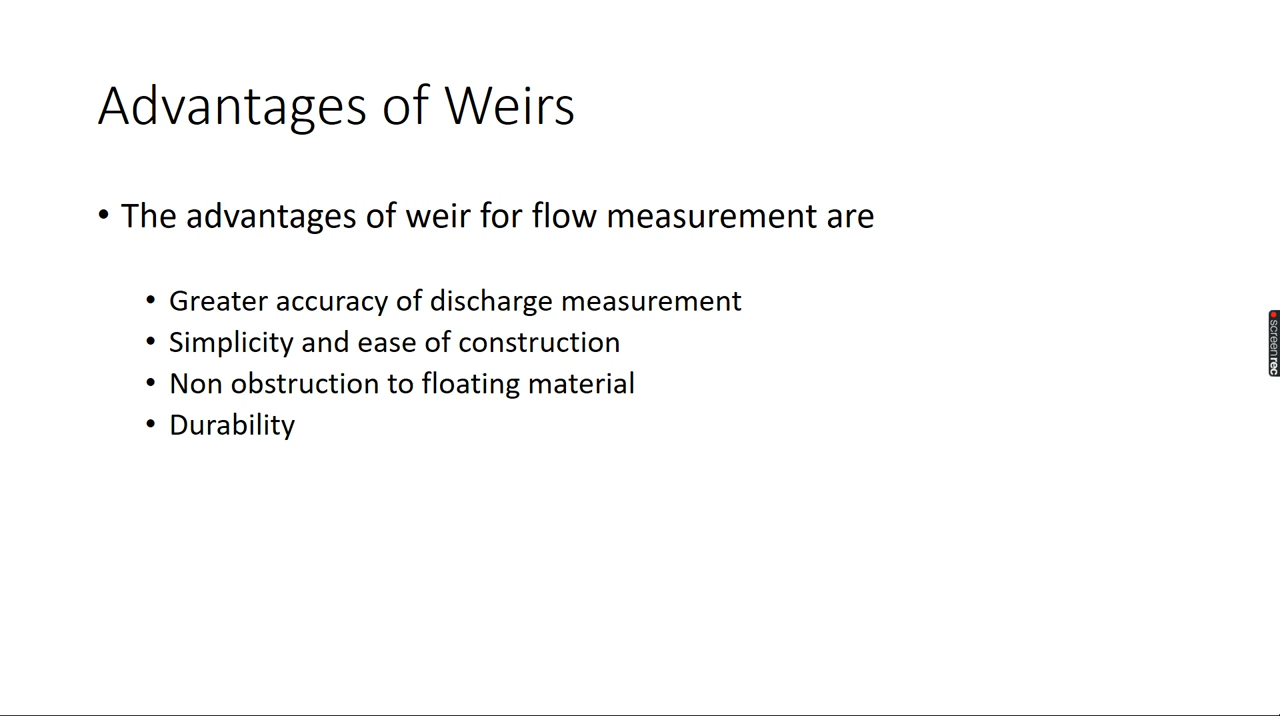 Advantages of Weirs
• The advantages of weir for flow measurement are
• Greater accuracy of discharge measurement
• Simplicity and ease of construction
• Non obstruction to floating material
• Durability
screenrec